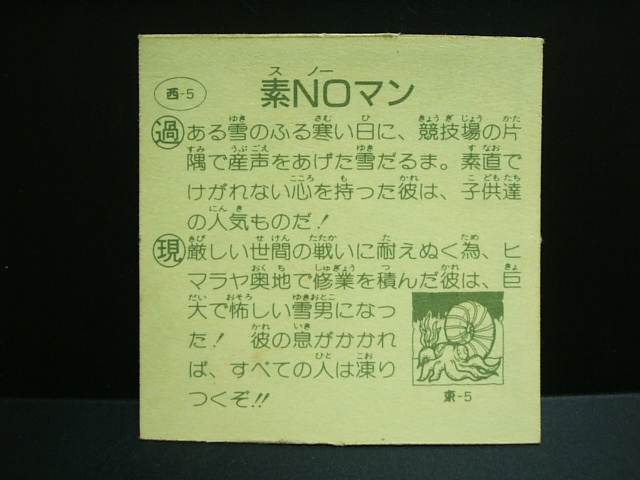 西-5
素NOマン
スノー
過 ある雪のふる寒い日に、競技場の片
隅で産声をあげた雪だるま。素直で
けがれない心を持った彼は、子供達
の人気ものだ!
現 厳しい世間の戦いに耐えぬく為、ヒ
マラヤ奥地で修業を積んだ彼は、巨
大で怖しい雪男になっ
た! 彼の息がかかれ
ば、すべての人は凍り
つくぞ!!
東-5